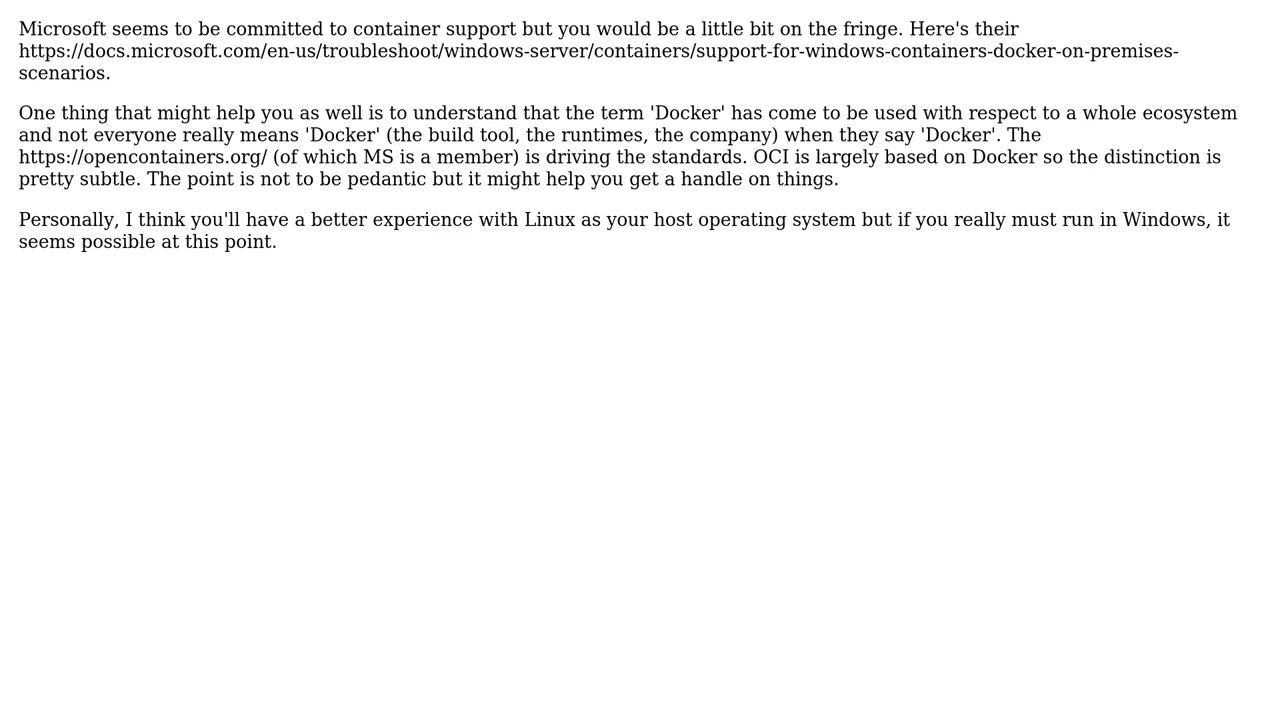 Microsoft seems to be committed to container support but you would be a little bit on the fringe. Here's their
https://docs.microsoft.com/en-us/troubleshoot/windows-server/containers/support-for-windows-containers-docker-on-premises-
scenarios.
One thing that might help you as well is to understand that the term 'Docker' has come to be used with respect to a whole ecosystem
and not everyone really means 'Docker' (the build tool, the runtimes, the company) when they say 'Docker'. The
https://opencontainers.org/ (of which MS is a member) is driving the standards. OCI is largely based on Docker so the distinction is
pretty subtle. The point is not to be pedantic but it might help you get a handle on things.
Personally, I think you'll have a better experience with Linux as your host operating system but if you really must run in Windows, it
seems possible at this point.